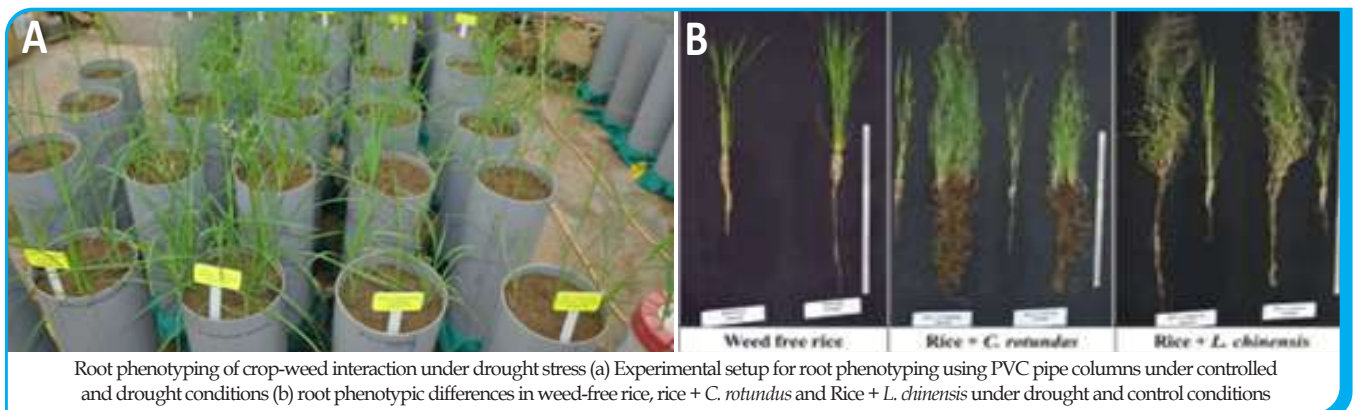 A
B
Weed free rice
Rice + C. rotundus
Rice + L. chinensis
Root phenotyping of crop-weed interaction under drought stress (a) Experimental setup for root phenotyping using PVC pipe columns under controlled
and drought conditions (b) root phenotypic differences in weed-free rice, rice + C. rotundus and Rice + L. chinensis under drought and control conditions